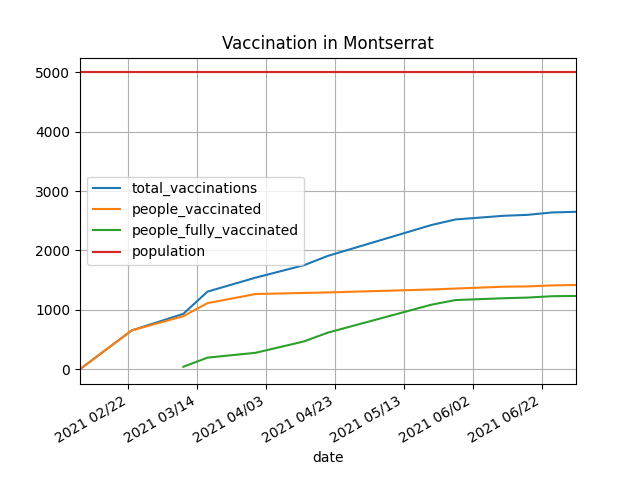 Vaccination in Montserrat
5000
4000
3000
2000
1000
0
total_vaccinations
people_vaccinated
people_fully_vaccinated
population
2021 02/22
2021 03/14
2021 04/03
2021 04/23
2021 05/13
2021 06/02
2021 06/22
date